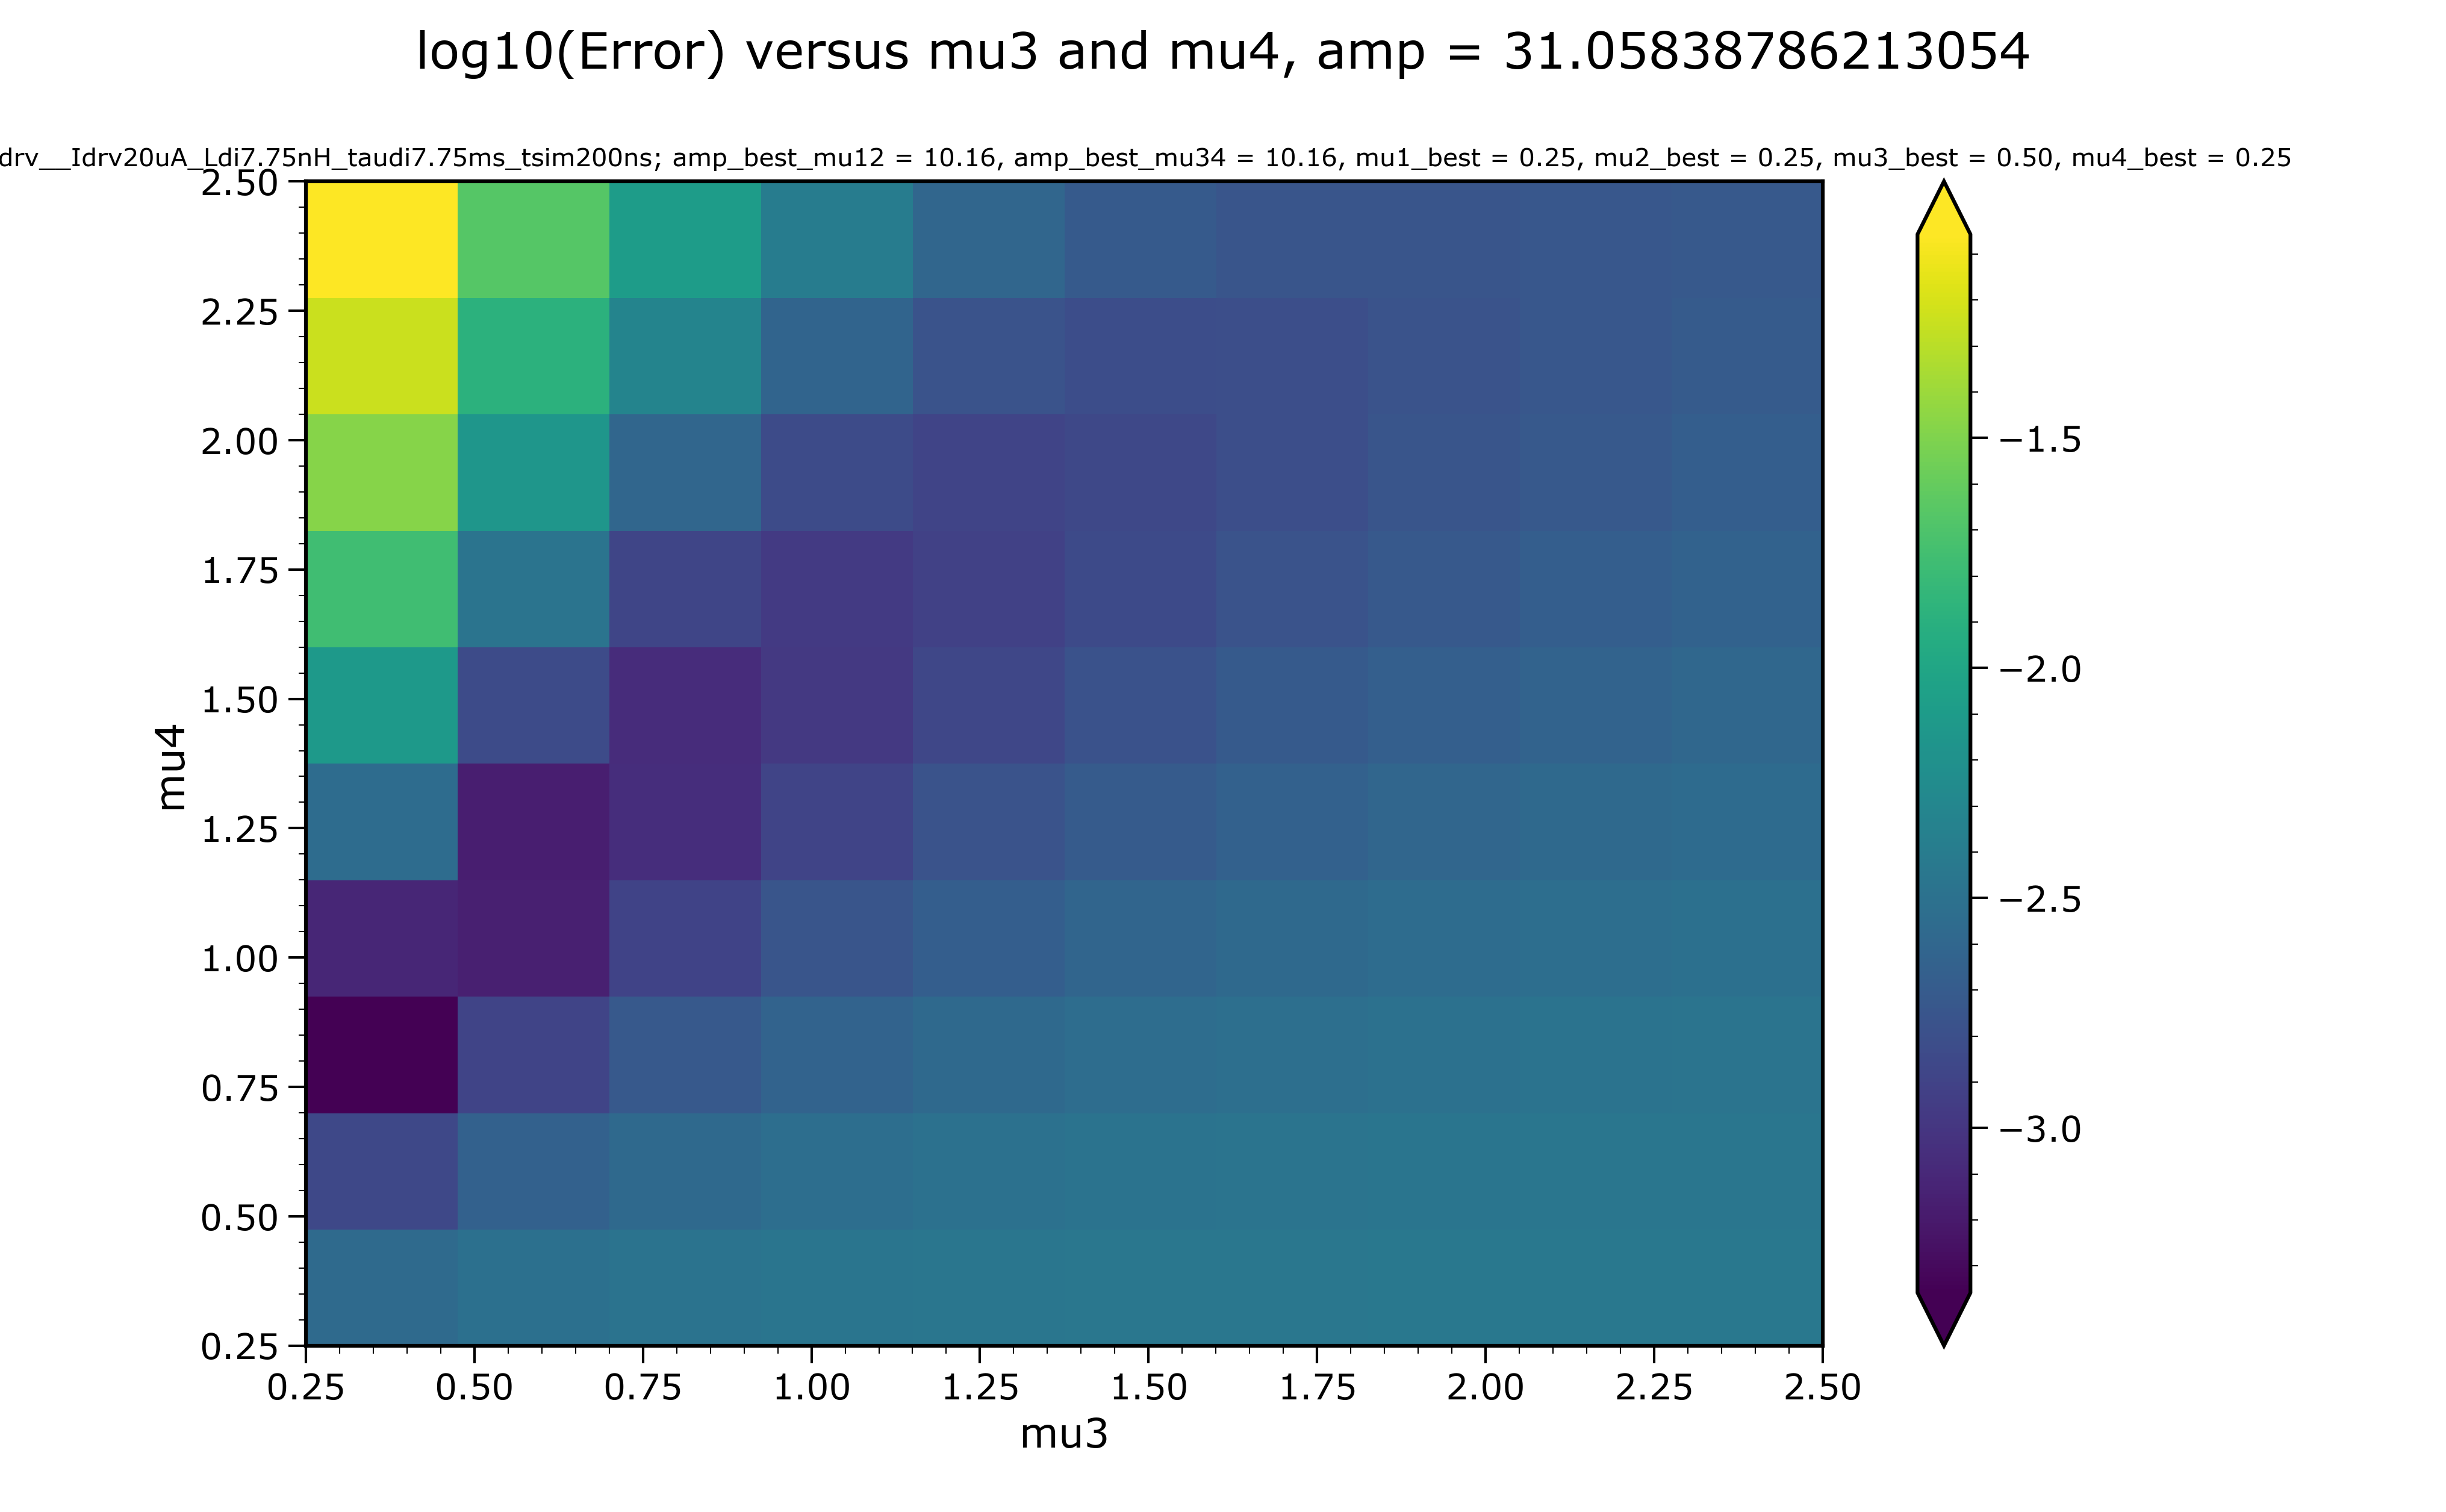 log10(Error) versus mu3 and mu4, amp = 31.05838786213054
drv__Idrv20uA_Ldi7.75nH_taudi7.75ms_tsim200ns; amp_best_mu12 = 10.16, amp_best_mu34 = 10.16, mu1_best = 0.25, mu2_best = 0.25, mu3_best = 0.50, mu4_best = 0.25
2.50
2.25
2.00
1.75
1.50
1.25
1.00
0.75
0.50
0.25
mu4
0.25 0.50 0.75 1.00 1.25 1.50 1.75 2.00 2.25 2.50
mu3
−1.5
−2.0
−2.5
−3.0